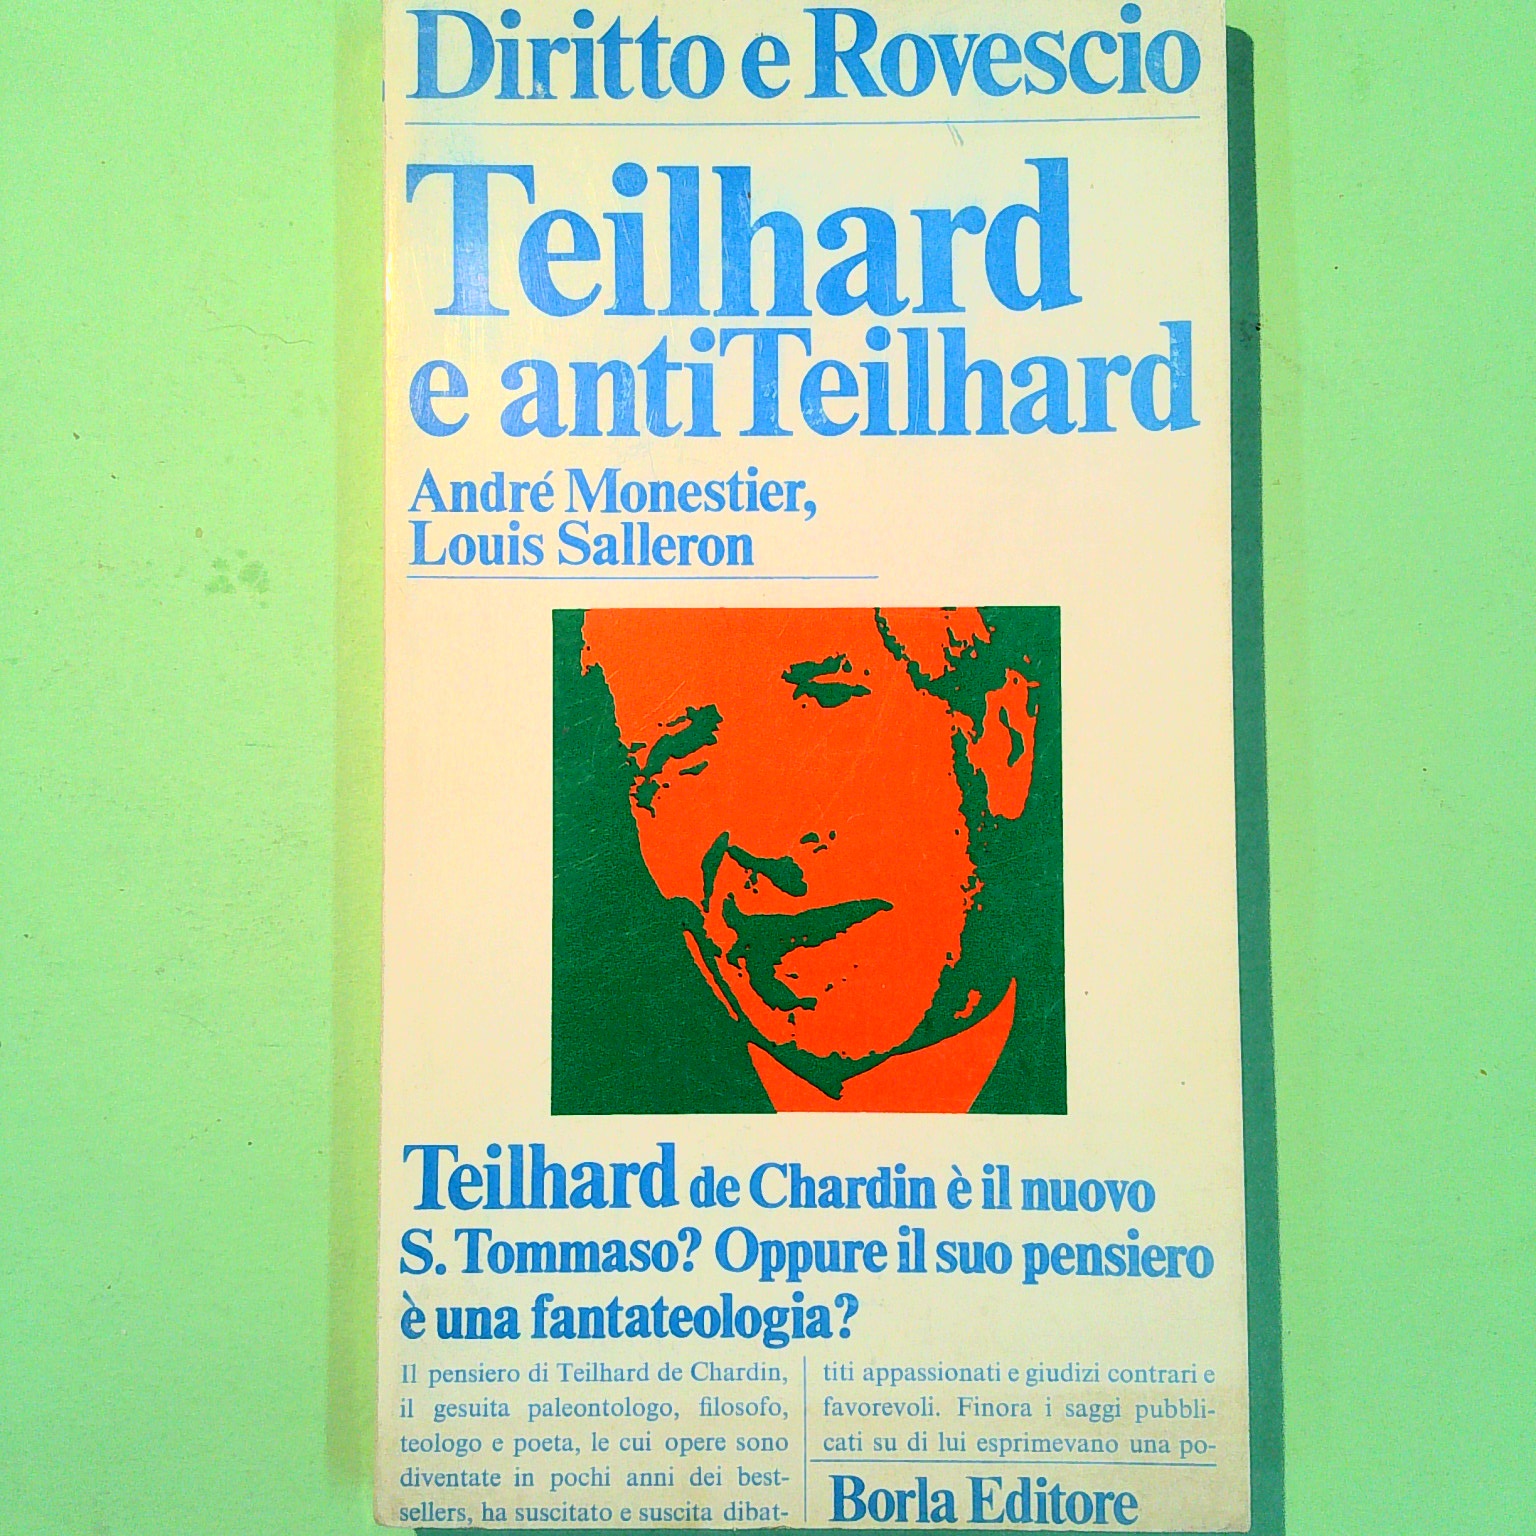 Diritto e Rovescio
Teilhard
e antiTeilhard
André Monestier,
Louis Salleron
Teilhard de Chardin è il nuovo
S. Tommaso? Oppure il suo pensiero
è una fantateologia?
Il pensiero di Teilhard de Chardin,
il gesuita paleontologo, filosofo,
teologo e poeta, le cui opere sono
diventate in pochi anni dei best-
sellers, ha suscitato e suscita dibat-
titi appassionati e giudizi contrari e
favorevoli. Finora i saggi pubbli-
cati su di lui esprimevano una po-
Borla Editore